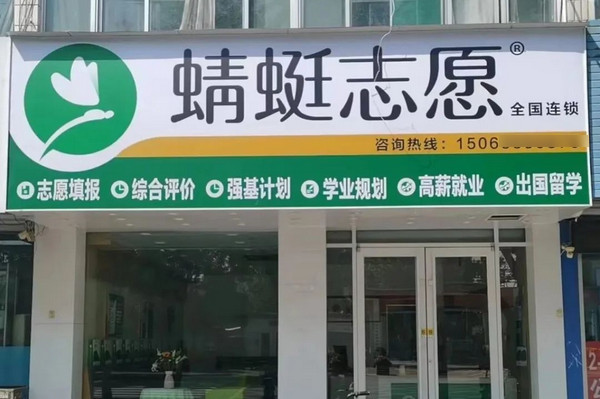 蜻蜓志愿®
全国连锁
咨询热线：1506
志愿填报 综合评价 强基计划 学业规划 高薪就业 出国留学